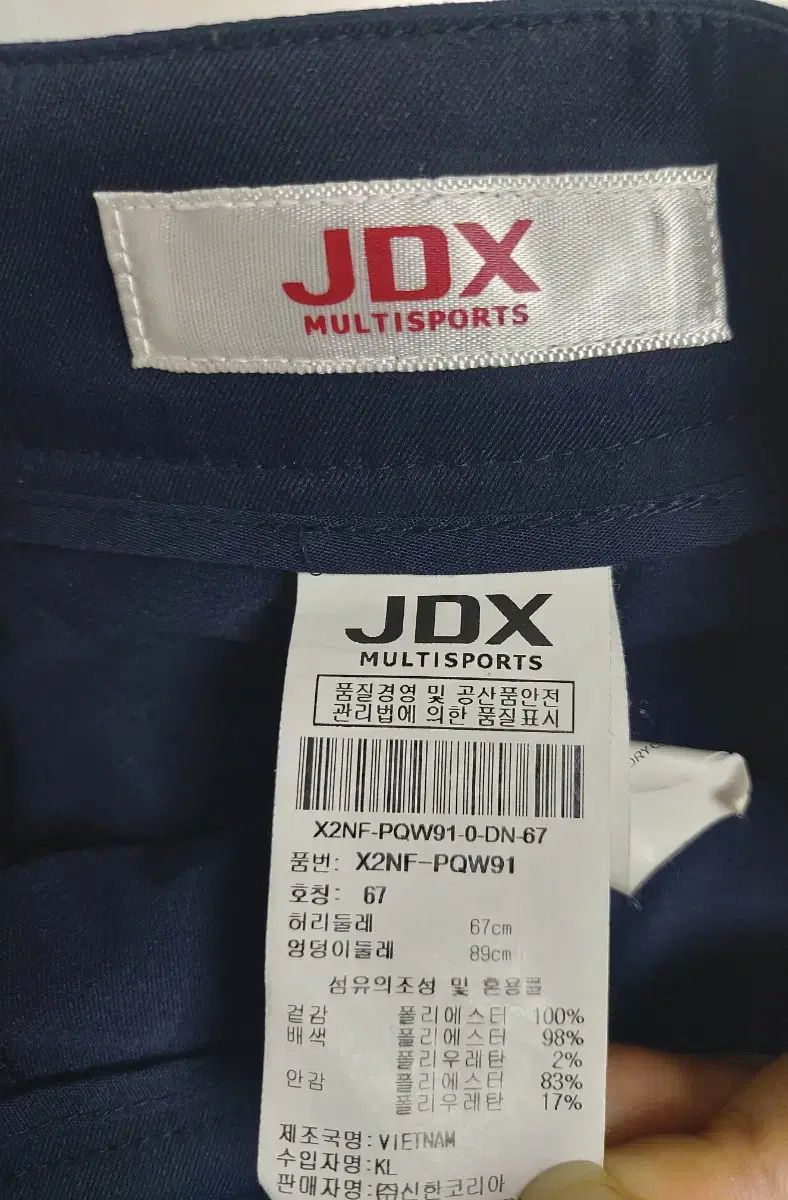 JDX
MULTISPORTS
JDX
MULTISPORTS
품질경영 및 공산품안전
관리법에 의한 품질표시
X2NF-PQW91-0-DN-67
품번: X2NF-PQW91
호칭: 67
허리둘레 67cm
엉덩이둘레 89cm
섬유의조성 및 혼용률
겉감 폴리에스터 100%
배색 폴리에스터 98%
폴리우레탄 2%
안감 폴리에스터 83%
폴리우레탄 17%
제조국명: VIETNAM
수입자명: KL
판매자명: ㈜신한코리아